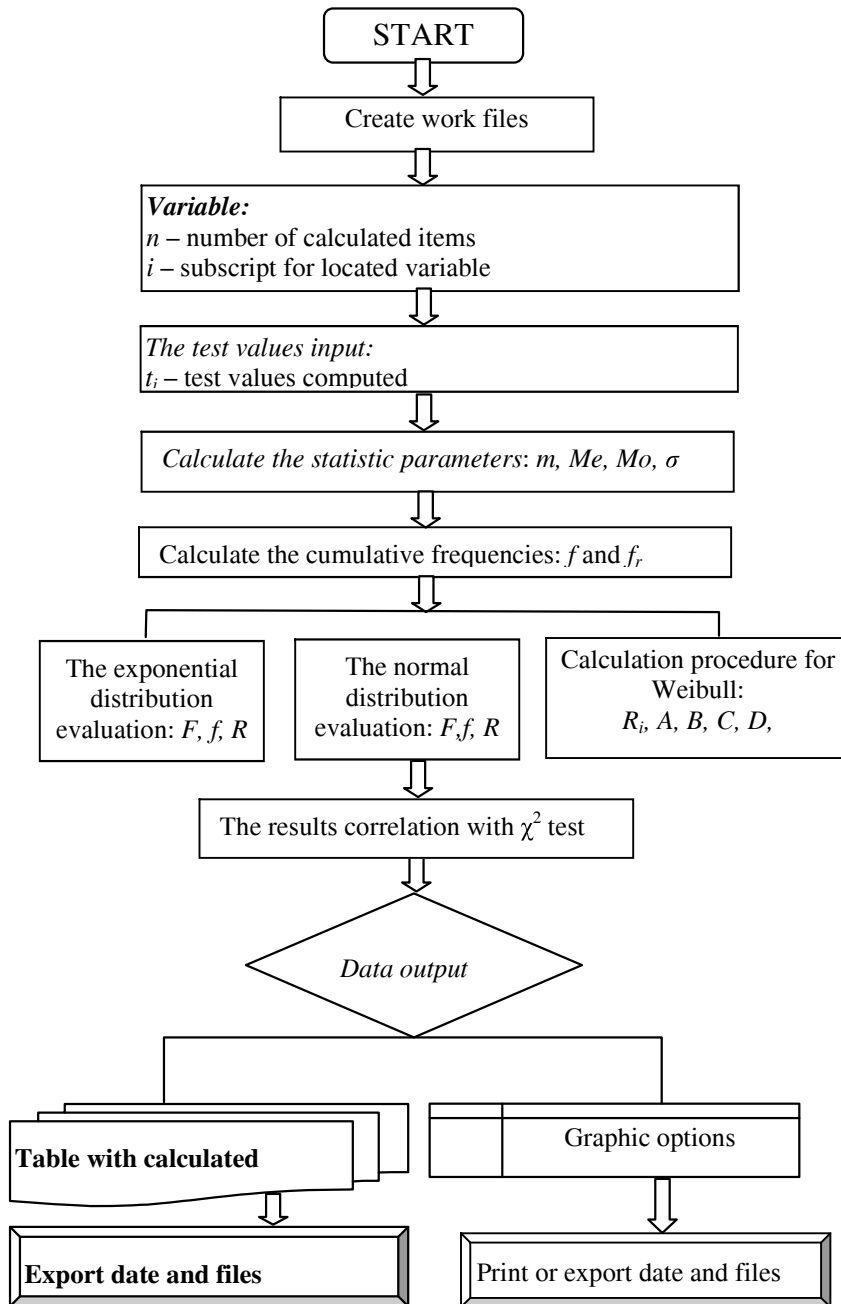 START
Create work files
Variable:
n – number of calculated items
i – subscript for located variable
The test values input:
tᵢ – test values computed
Calculate the statistic parameters: m, Me, Mo, σ
Calculate the cumulative frequencies: f and fᵣ
The exponential
distribution
evaluation: F, f, R
The normal
distribution
evaluation: F,f, R
Calculation procedure for
Weibull:
Rᵢ, A, B, C, D,
The results correlation with χ² test
Data output
Table with calculated
Graphic options
Export date and files
Print or export date and files